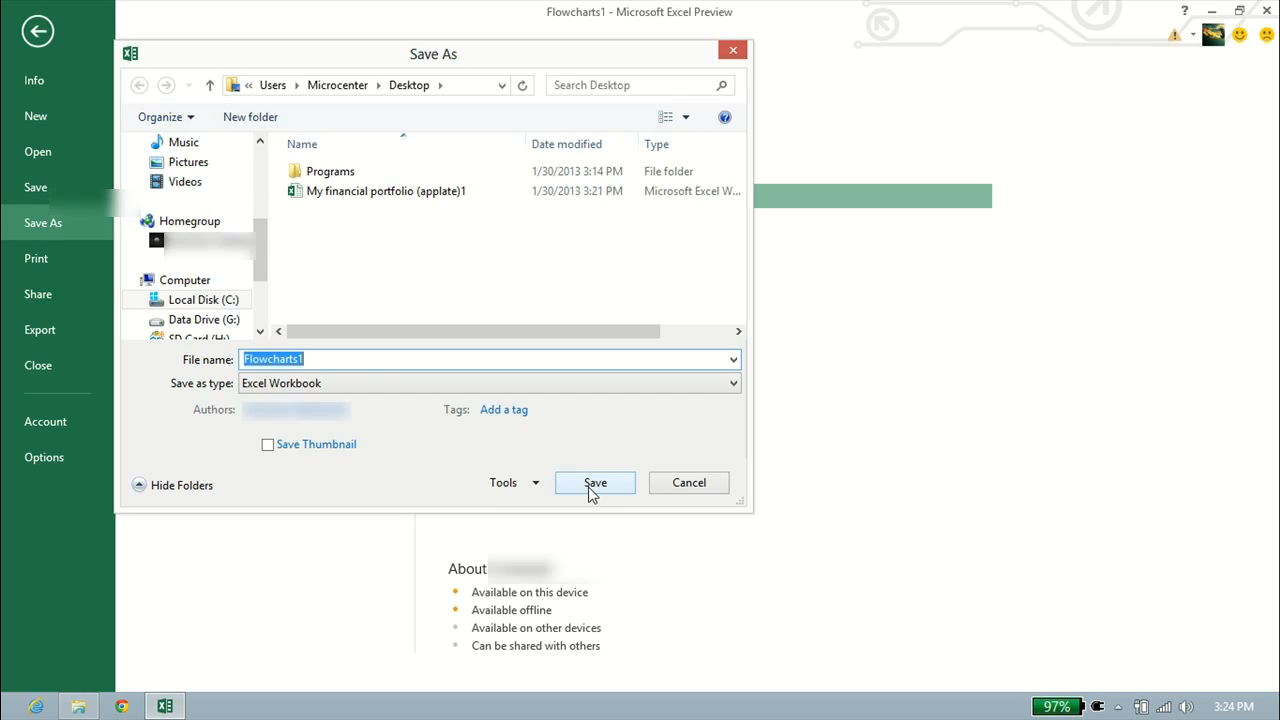 Flowcharts1 - Microsoft Excel Preview
?
Save As
Info
New
Open
Save
Save As
Print
Share
Export
Close
Account
Options
« Users Microcenter Desktop
Search Desktop
Organize
New folder
Music
Pictures
Videos
Homegroup
Computer
Local Disk (C:)
Data Drive (G:)
SD Card (H:)
Name Date modified Type
Programs 1/30/2013 3:14 PM File folder
My financial portfolio (applate)1 1/30/2013 3:21 PM Microsoft Excel W...
File name: Flowcharts1
Save as type: Excel Workbook
Authors:
Tags: Add a tag
Save Thumbnail
Hide Folders
Tools
Save
Cancel
About
Available on this device
Available offline
Available on other devices
Can be shared with others
97%
3:24 PM